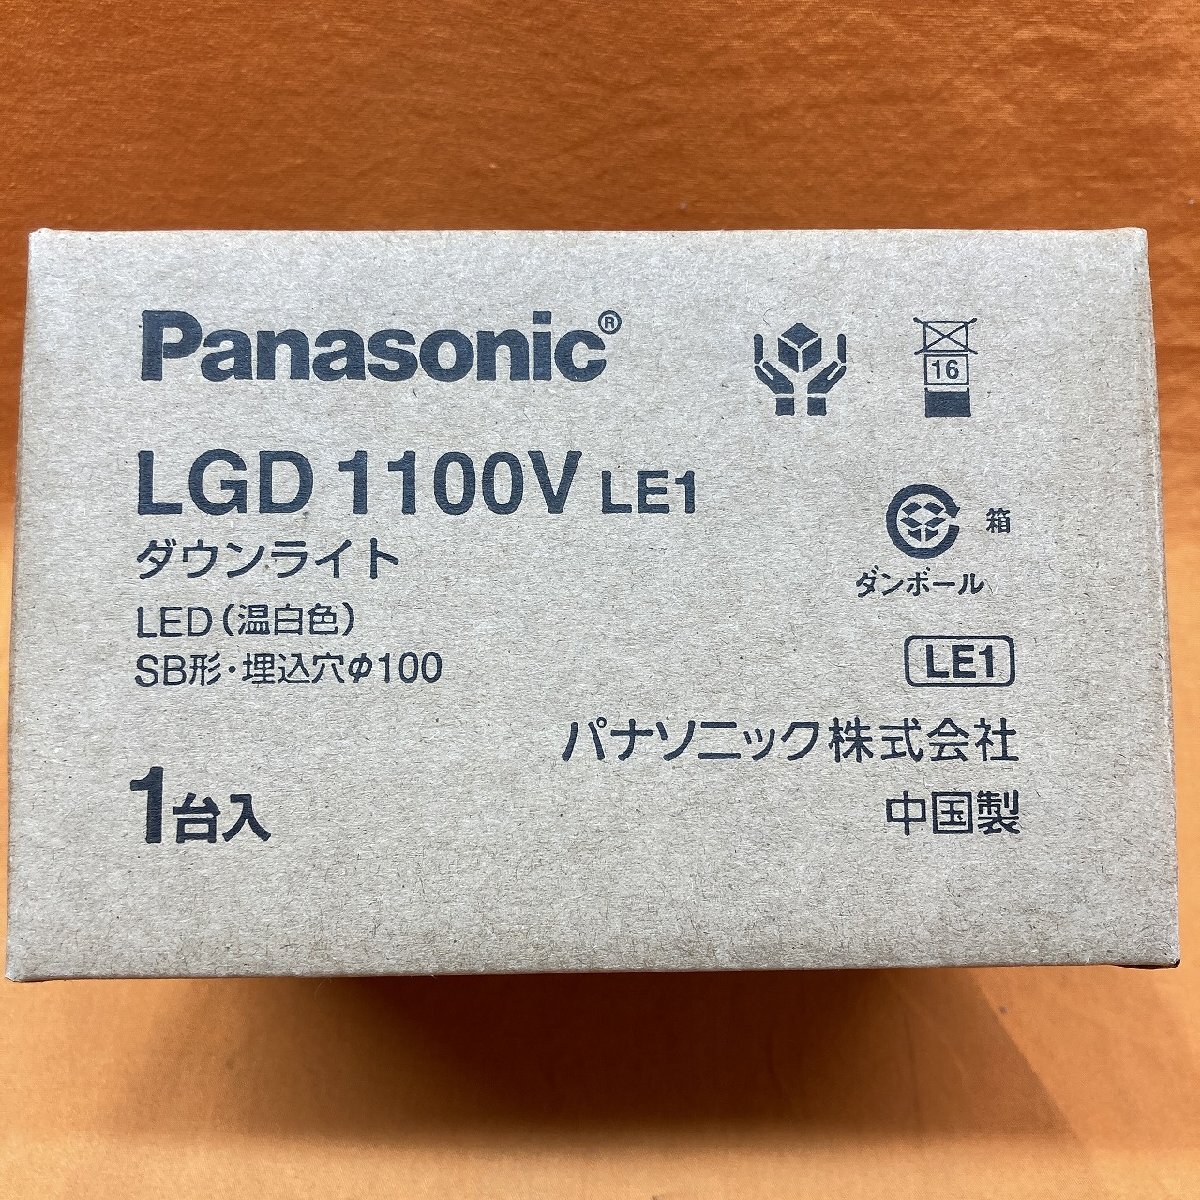 Panasonic®
16
LGD 1100V LE1
箱
ダンボール
ダウンライト
LED(温白色)
SB形・埋込穴φ100
LE1
パナソニック株式会社
1台入
中国製